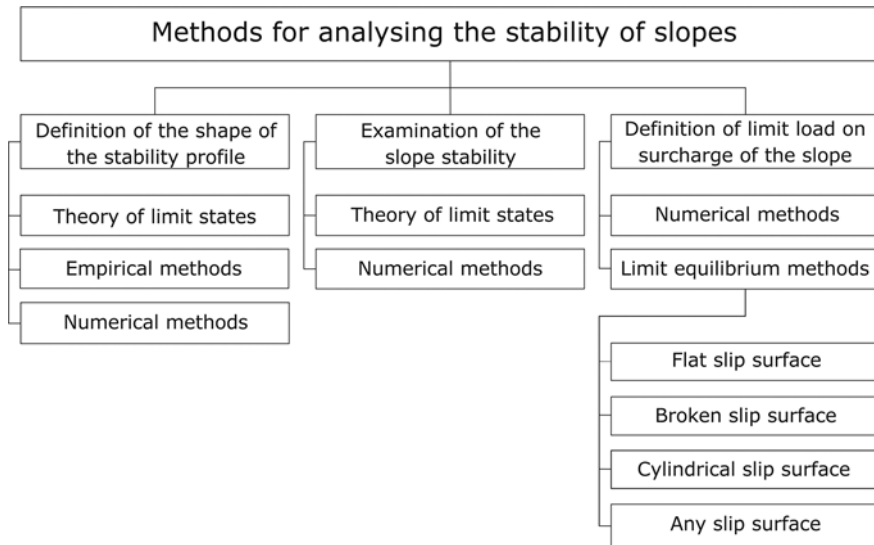 Methods for analysing the stability of slopes
Definition of the shape of
the stability profile
Theory of limit states
Empirical methods
Numerical methods
Examination of the
slope stability
Theory of limit states
Numerical methods
Definition of limit load on
surcharge of the slope
Numerical methods
Limit equilibrium methods
Flat slip surface
Broken slip surface
Cylindrical slip surface
Any slip surface